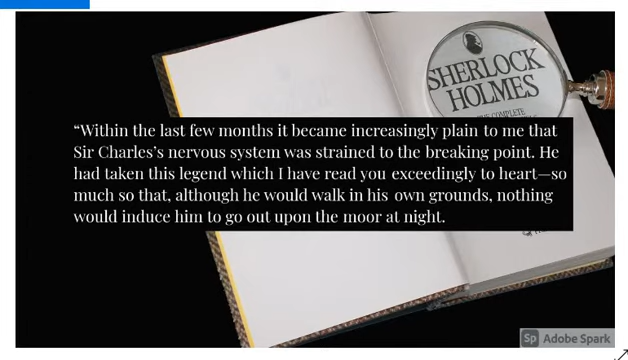 SHERLOCK
HOLMES
THE COMPLETE
“Within the last few months it became increasingly plain to me that
Sir Charles’s nervous system was strained to the breaking point. He
had taken this legend which I have read you exceedingly to heart—so
much so that, although he would walk in his own grounds, nothing
would induce him to go out upon the moor at night.
Sp Adobe Spark